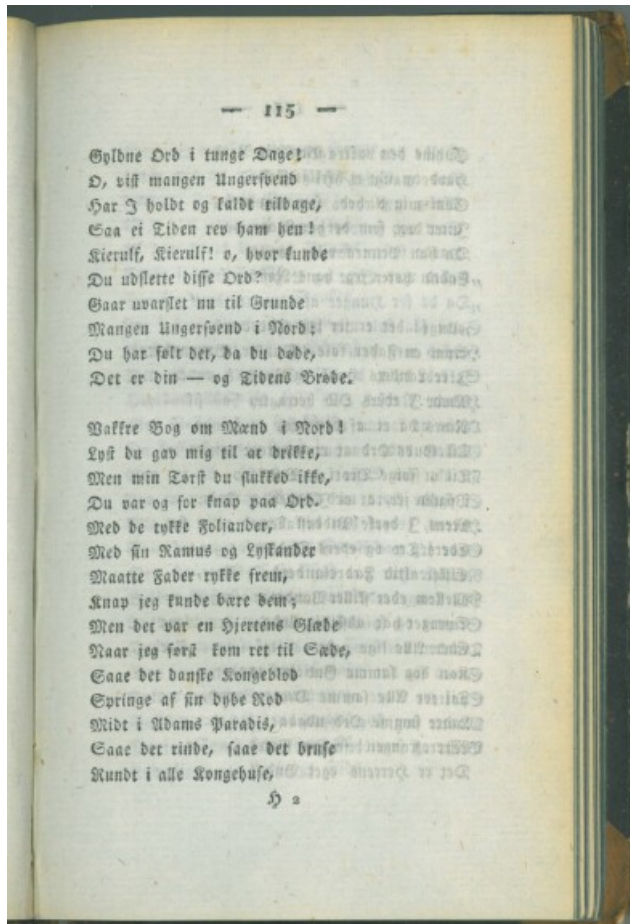 — 115 —
Gyldne Ord i tunge Dage!
O, vist mangen Ungersvend
Har I holdt og kaldt tilbage,
Saa ei Tiden rev ham hen!
Kierulf, Kierulf! o, hvor kunde
Du udslette disse Ord?
Gaar uvarslet nu til Grunde
Mangen Ungersvend i Nord;
Du har følt det, da du døde,
Det er din — og Tidens Brøde.
Vakkre Bog om Mænd i Nord!
Lyst du gav mig til at drikke,
Men min Tørst du slukked ikke,
Du var og for knap paa Ord.
Med de tykke Foliander,
Med sin Ramus og Lyskander
Maatte Fader rykke frem,
Knap jeg kunde bære dem;
Men det var en Hjertens Glæde
Naar jeg først kom ret til Sæde,
Saae det danske Kongeblod
Springe af sin dybe Rod
Midt i Adams Paradis,
Saae det rinde, saae det bruse
Rundt i alle Kongehuse,
H 2